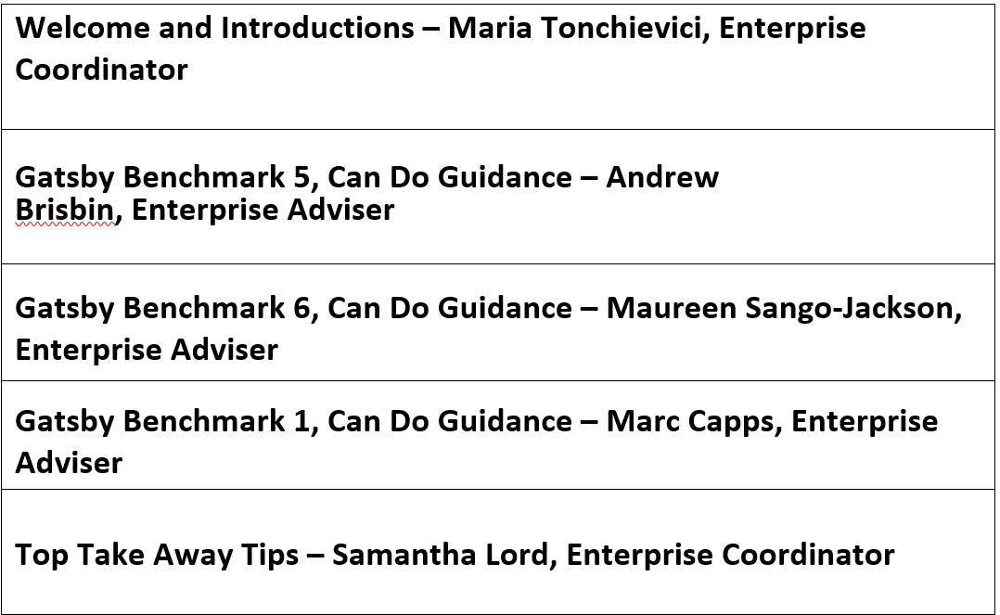 Welcome and Introductions – Maria Tonchievici, Enterprise
Coordinator
Gatsby Benchmark 5, Can Do Guidance – Andrew
Brisbin, Enterprise Adviser
Gatsby Benchmark 6, Can Do Guidance – Maureen Sango-Jackson,
Enterprise Adviser
Gatsby Benchmark 1, Can Do Guidance – Marc Capps, Enterprise
Adviser
Top Take Away Tips – Samantha Lord, Enterprise Coordinator